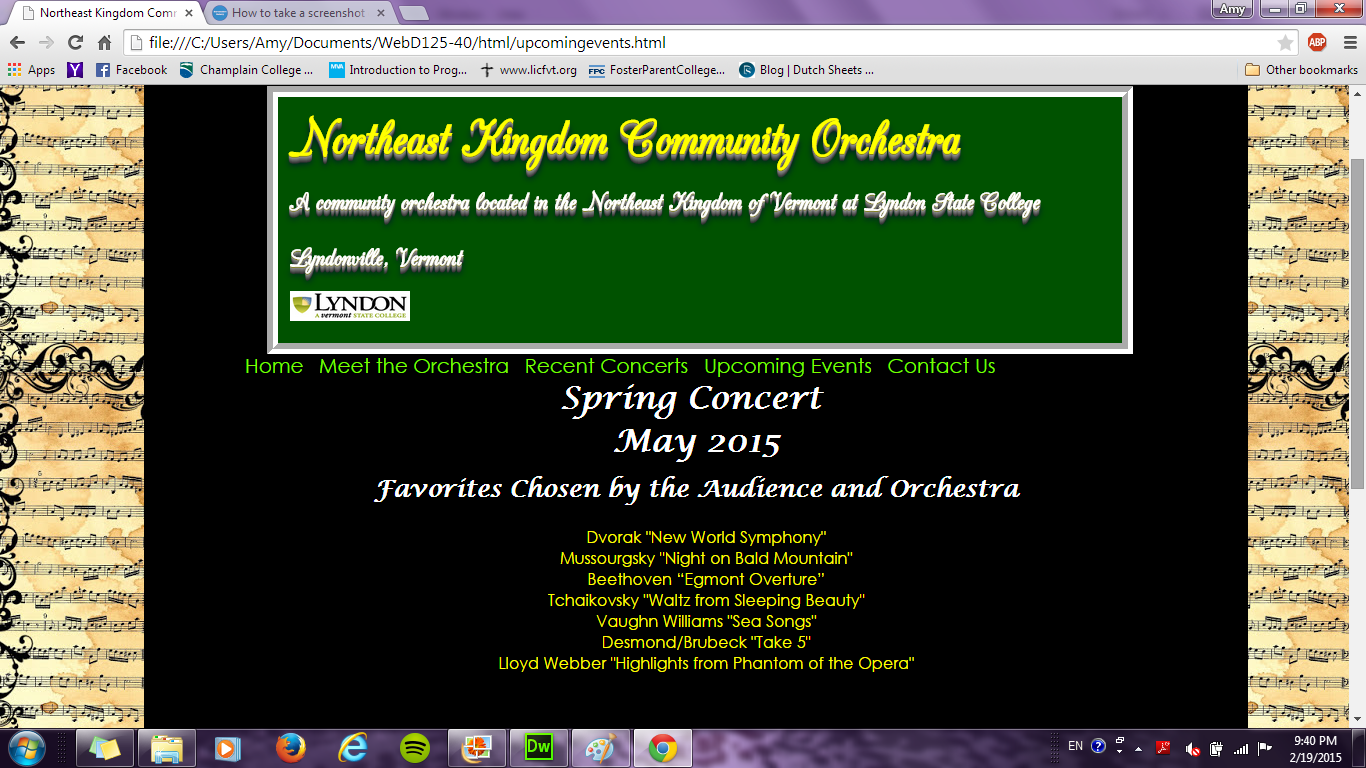 Northeast Kingdom Com
How to take a screenshot
Amy
file:///C:/Users/Amy/Documents/WebD125-40/html/upcomingevents.html
ABP
Apps Facebook Champlain College ... Introduction to Prog... www.licfvt.org FosterParentCollege... Blog | Dutch Sheets ... Other bookmarks
Northeast Kingdom Community Orchestra
A community orchestra located in the Northeast Kingdom of Vermont at Lyndon State College
Lyndonville, Vermont
LYNDON
A vermont STATE COLLEGE
Home Meet the Orchestra Recent Concerts Upcoming Events Contact Us
Spring Concert
May 2015
Favorites Chosen by the Audience and Orchestra
Dvorak "New World Symphony"
Mussourgsky "Night on Bald Mountain"
Beethoven “Egmont Overture”
Tchaikovsky "Waltz from Sleeping Beauty"
Vaughn Williams "Sea Songs"
Desmond/Brubeck "Take 5"
Lloyd Webber "Highlights from Phantom of the Opera"
Dw
EN
9:40 PM
2/19/2015